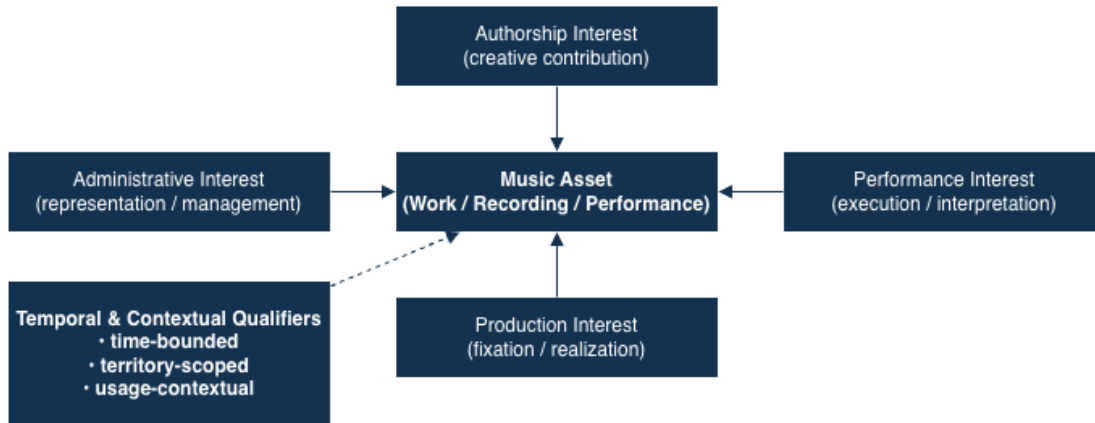 Authorship Interest
(creative contribution)
Administrative Interest
(representation / management)
Music Asset
(Work / Recording / Performance)
Performance Interest
(execution / interpretation)
Temporal & Contextual Qualifiers
· time-bounded
· territory-scoped
· usage-contextual
Production Interest
(fixation / realization)